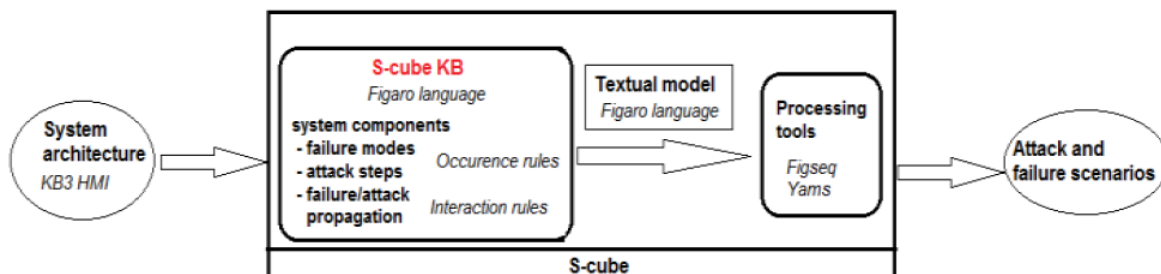 System
architecture
KB3 HMI
S-cube KB
Figaro language
system components
- failure modes
- attack steps
- failure/attack
propagation
Occurence rules
Interaction rules
Textual model
Figaro language
Processing
tools
Figseq
Yams
Attack and
failure scenarios
S-cube